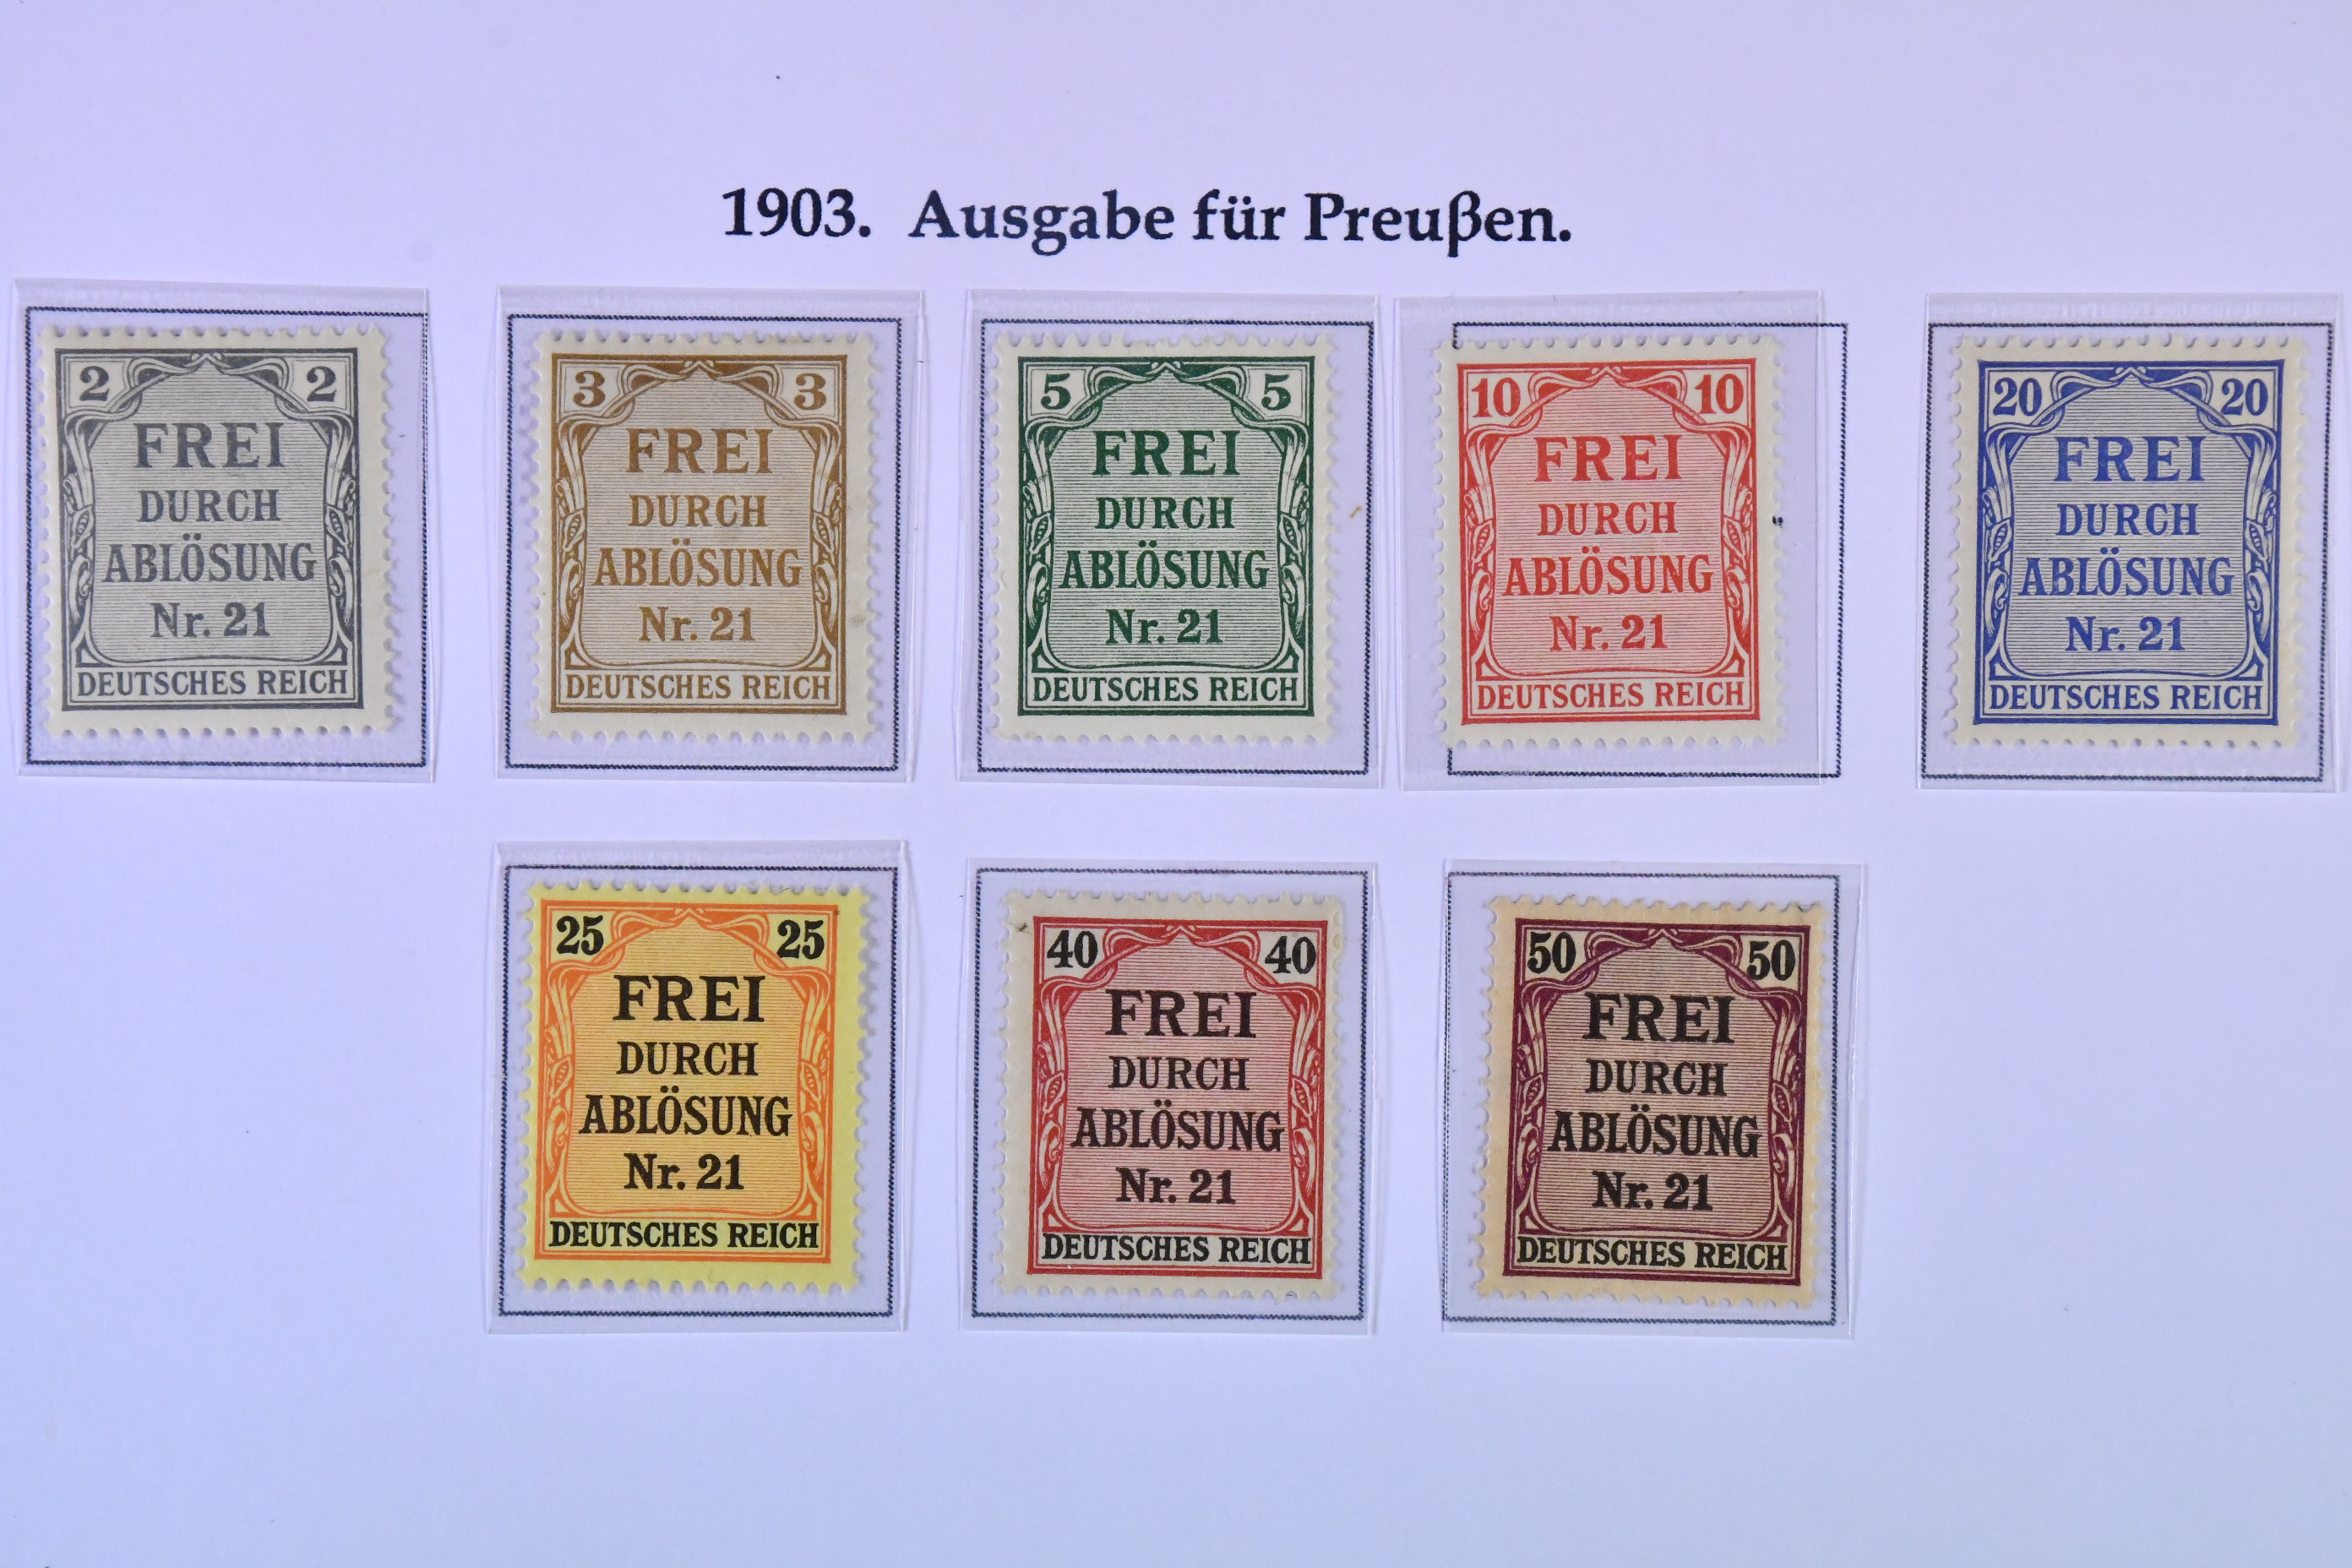 1903. Ausgabe für Preußen.
2 2
FREI
DURCH
ABLÖSUNG
Nr. 21
DEUTSCHES REICH
3 3
FREI
DURCH
ABLÖSUNG
Nr. 21
DEUTSCHES REICH
5 5
FREI
DURCH
ABLÖSUNG
Nr. 21
DEUTSCHES REICH
10 10
FREI
DURCH
ABLÖSUNG
Nr. 21
DEUTSCHES REICH
20 20
FREI
DURCH
ABLÖSUNG
Nr. 21
DEUTSCHES REICH
25 25
FREI
DURCH
ABLÖSUNG
Nr. 21
DEUTSCHES REICH
40 40
FREI
DURCH
ABLÖSUNG
Nr. 21
DEUTSCHES REICH
50 50
FREI
DURCH
ABLÖSUNG
Nr. 21
DEUTSCHES REICH